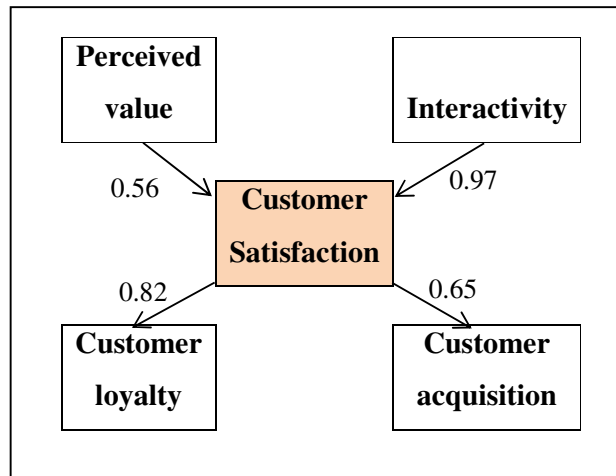 Perceived
value
Interactivity
0.56
0.97
Customer
Satisfaction
0.82
0.65
Customer
loyalty
Customer
acquisition